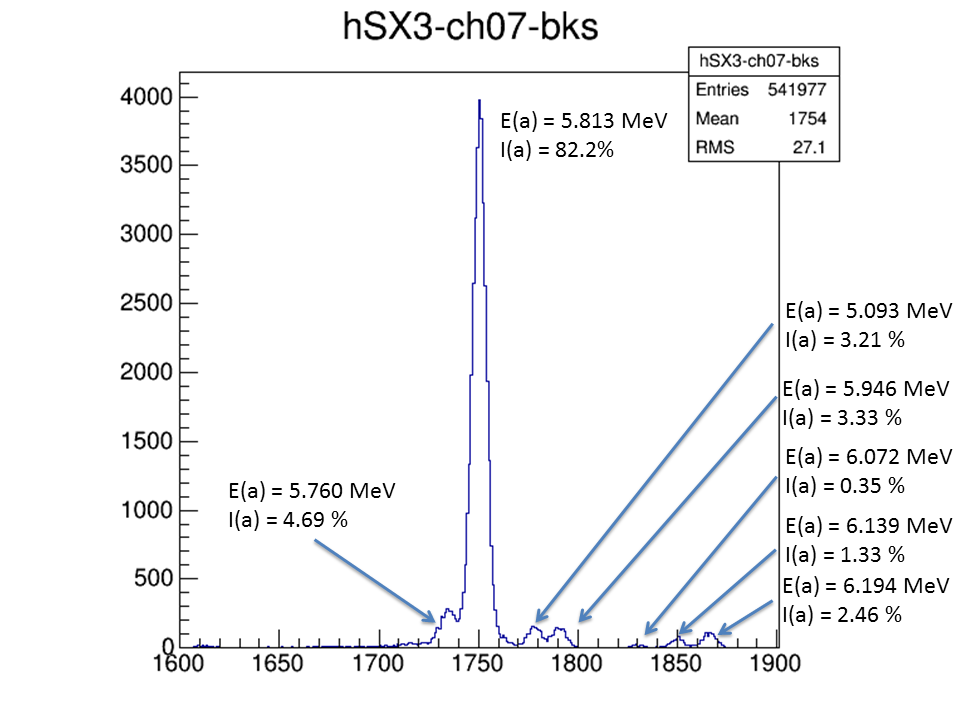 hSX3-ch07-bks
hSX3-ch07-bks
Entries 541977
Mean 1754
RMS 27.1
E(a) = 5.813 MeV
I(a) = 82.2%
E(a) = 5.093 MeV
I(a) = 3.21 %
E(a) = 5.946 MeV
I(a) = 3.33 %
E(a) = 6.072 MeV
I(a) = 0.35 %
E(a) = 6.139 MeV
I(a) = 1.33 %
E(a) = 6.194 MeV
I(a) = 2.46 %
E(a) = 5.760 MeV
I(a) = 4.69 %
4000
3500
3000
2500
2000
1500
1000
500
0
1600 1650 1700 1750 1800 1850 1900